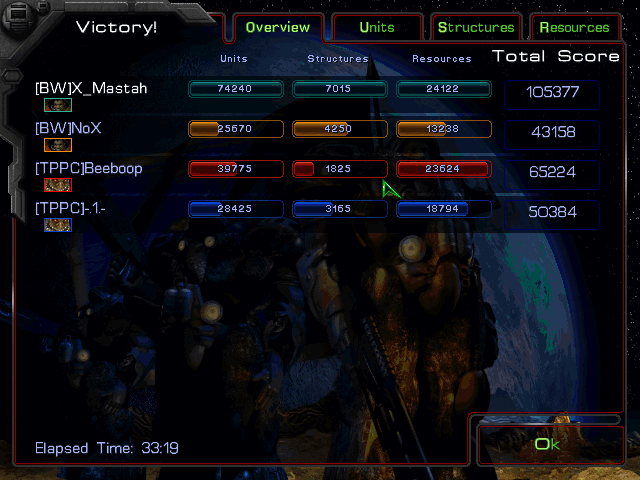 Victory!
Overview
Units
Structures
Resources
Units Structures Resources Total Score
[BW]X_Mastah 74240 7015 24122 105377
[BW]NoX 25670 4250 13238 43158
[TPPC]Beeboop 39775 1825 23624 65224
[TPPC]-.1.- 28425 3165 18794 50384
Elapsed Time: 33:19
Ok